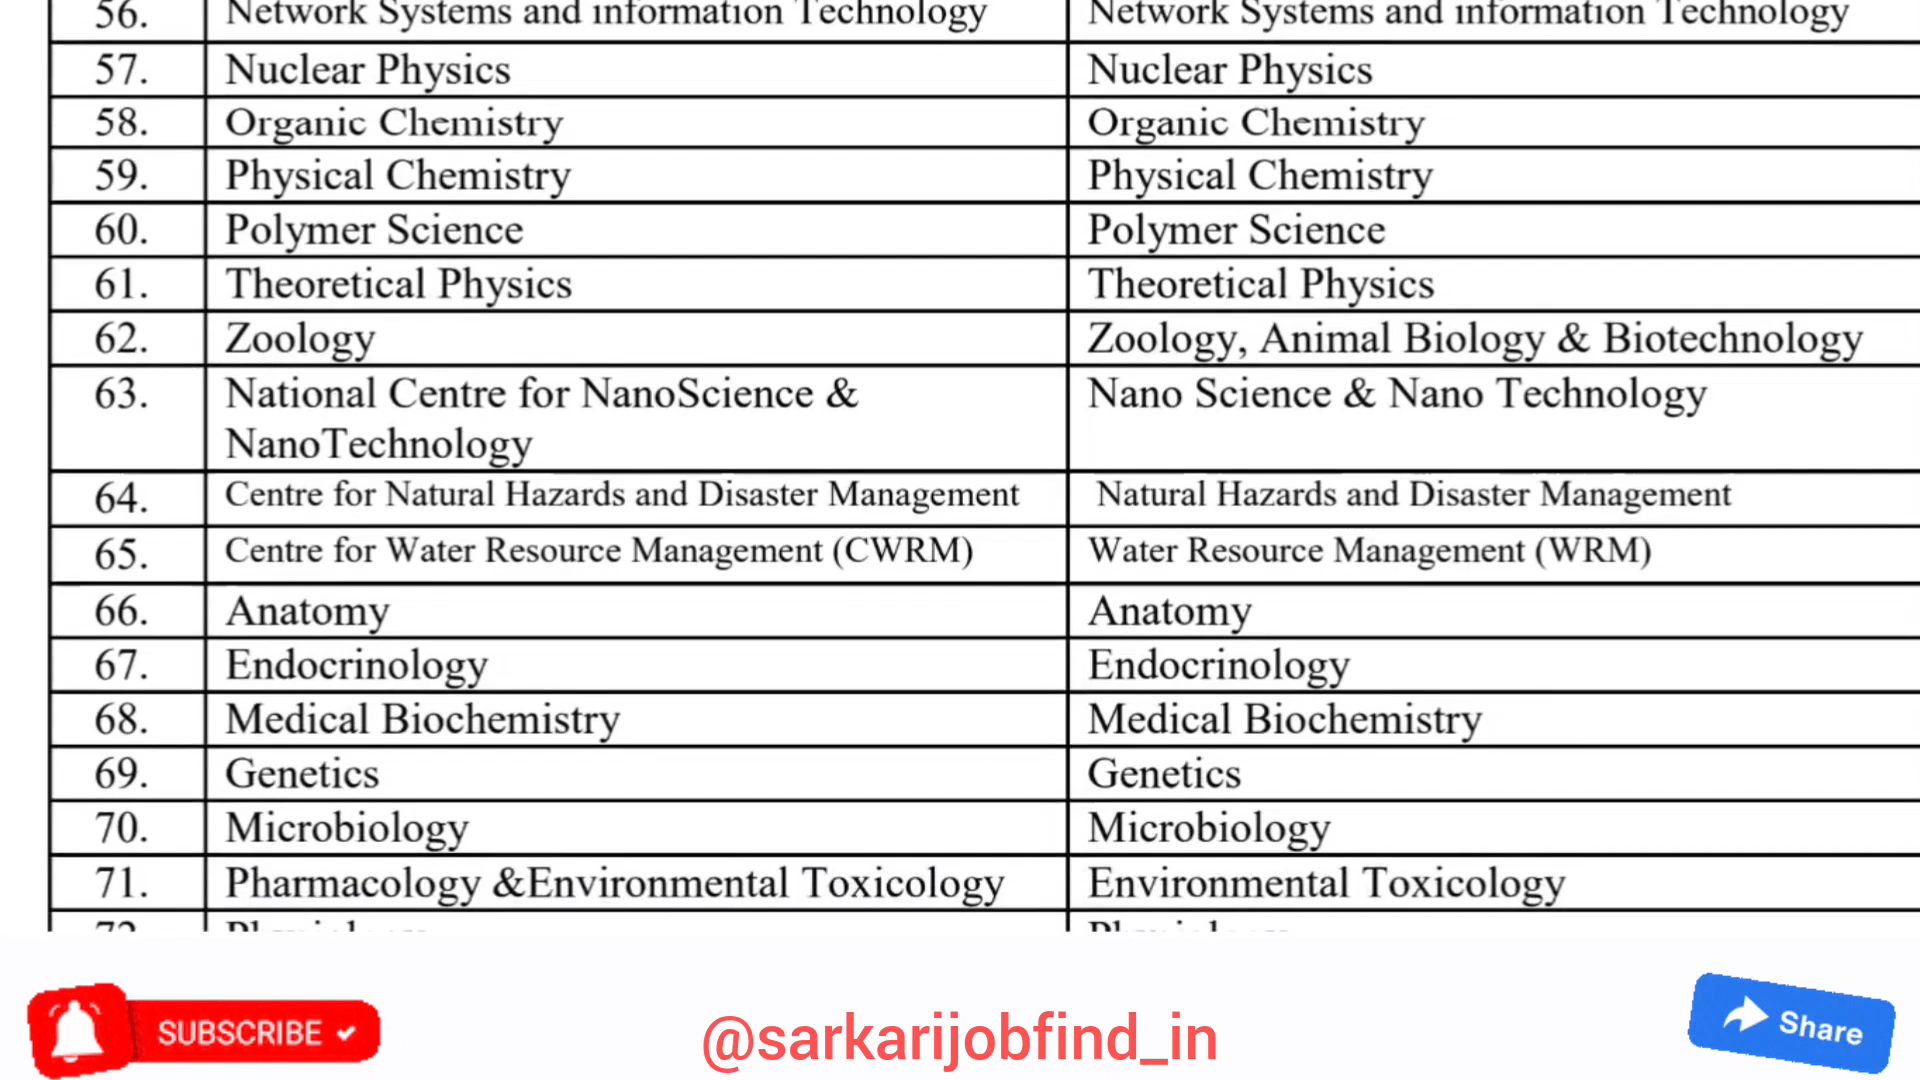 56. Network Systems and information Technology Network Systems and information Technology
57. Nuclear Physics Nuclear Physics
58. Organic Chemistry Organic Chemistry
59. Physical Chemistry Physical Chemistry
60. Polymer Science Polymer Science
61. Theoretical Physics Theoretical Physics
62. Zoology Zoology, Animal Biology & Biotechnology
63. National Centre for NanoScience & Nano Science & Nano Technology
NanoTechnology
64. Centre for Natural Hazards and Disaster Management Natural Hazards and Disaster Management
65. Centre for Water Resource Management (CWRM) Water Resource Management (WRM)
66. Anatomy Anatomy
67. Endocrinology Endocrinology
68. Medical Biochemistry Medical Biochemistry
69. Genetics Genetics
70. Microbiology Microbiology
71. Pharmacology &Environmental Toxicology Environmental Toxicology
SUBSCRIBE
@sarkarijobfind_in
Share